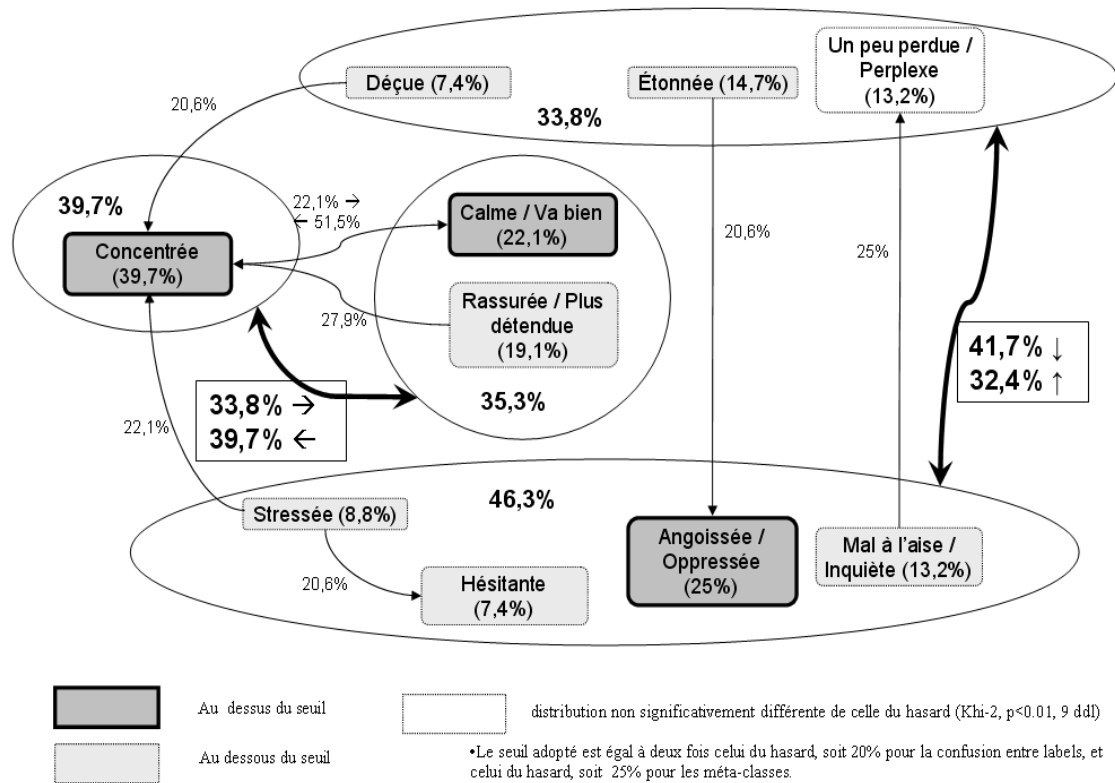 Un peu perdue /
Perplexe
(13,2%)
Déçue (7,4%)
Étonnée (14,7%)
20,6%
33,8%
39,7%
22,1% →
← 51,5%
Calme / Va bien
(22,1%)
Concentrée
(39,7%)
20,6%
25%
Rassurée / Plus
détendue
(19,1%)
27,9%
35,3%
41,7% ↓
32,4% ↑
33,8% →
39,7% ←
22,1%
46,3%
Stressée (8,8%)
Angoissée /
Oppressée
(25%)
Mal à l'aise /
Inquiète (13,2%)
20,6%
Hésitante
(7,4%)
Au dessus du seuil
distribution non significativement différente de celle du hasard (Khi-2, p<0.01, 9 ddl)
Au dessous du seuil
•Le seuil adopté est égal à deux fois celui du hasard, soit 20% pour la confusion entre labels, et
celui du hasard, soit 25% pour les méta-classes.